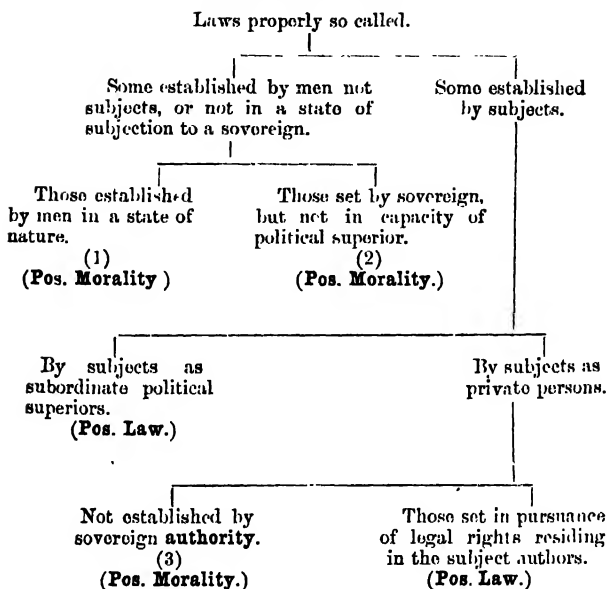 Laws properly so called.
Some established by men not
subjects, or not in a state of
subjection to a sovereign.
Some established
by subjects.
Those established
by men in a state of
nature.
(1)
(Pos. Morality )
Those set by sovereign,
but not in capacity of
political superior.
(2)
(Pos. Morality.)
By subjects as
subordinate political
superiors.
(Pos. Law.)
By subjects as
private persons.
Not established by
sovereign authority.
(3)
(Pos. Morality.)
Those set in pursuance
of legal rights residing
in the subject authors.
(Pos. Law.)